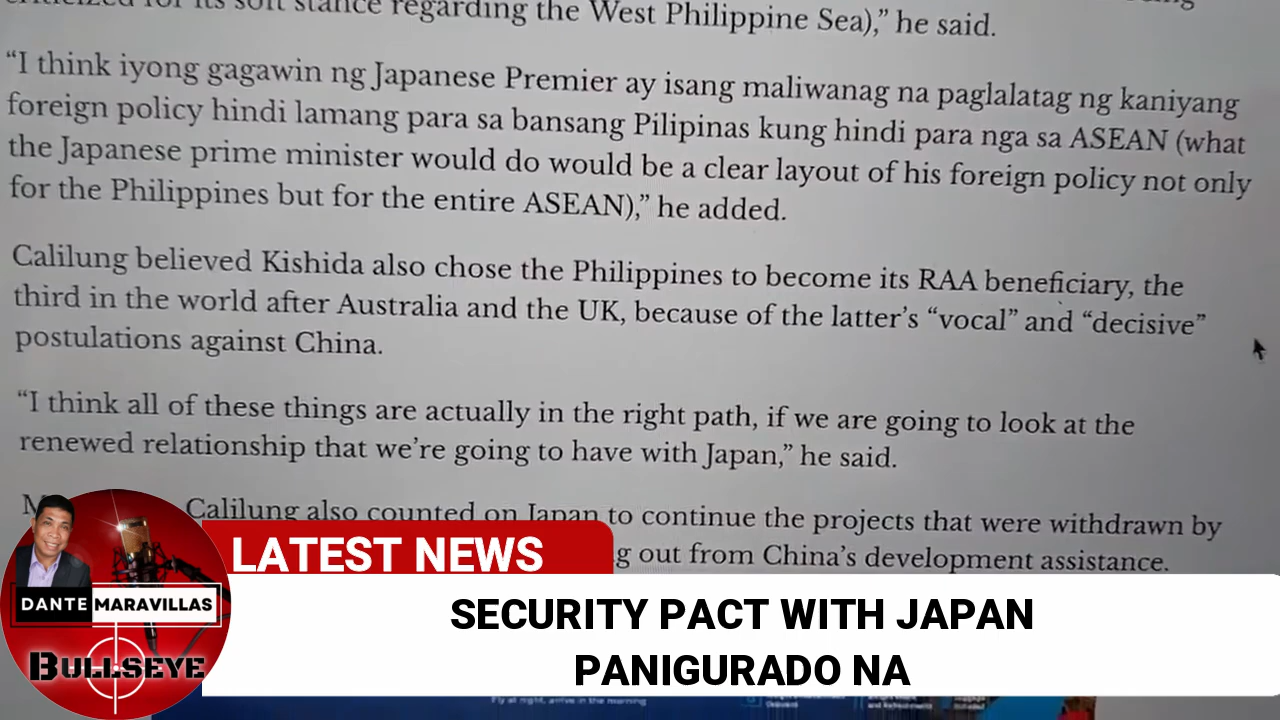 stance regarding the West Philippine Sea),” he said.
“I think iyong gagawin ng Japanese Premier ay isang maliwanag na paglalatag ng kaniyang
foreign policy hindi lamang para sa bansang Pilipinas kung hindi para nga sa ASEAN (what
the Japanese prime minister would do would be a clear layout of his foreign policy not only
for the Philippines but for the entire ASEAN),” he added.
Calilung believed Kishida also chose the Philippines to become its RAA beneficiary, the
third in the world after Australia and the UK, because of the latter’s “vocal” and “decisive”
postulations against China.
“I think all of these things are actually in the right path, if we are going to look at the
renewed relationship that we’re going to have with Japan,” he said.
Calilung also counted on Japan to continue the projects that were withdrawn by
out from China’s development assistance.
LATEST NEWS
DANTE MARAVILLAS
BULLSEYE
SECURITY PACT WITH JAPAN
PANIGURADO NA
Fly at night, arrive in the morning